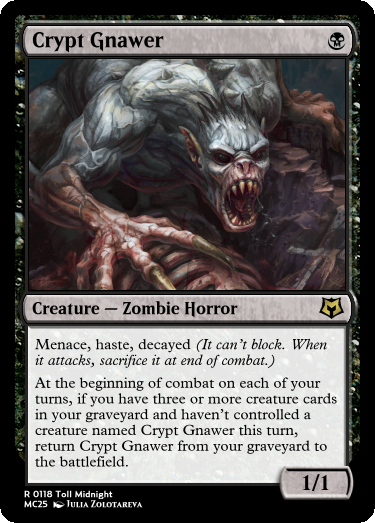 Crypt Gnawer
Creature — Zombie Horror
Menace, haste, decayed (It can't block. When
it attacks, sacrifice it at end of combat.)
At the beginning of combat on each of your
turns, if you have three or more creature cards
in your graveyard and haven't controlled a
creature named Crypt Gnawer this turn,
return Crypt Gnawer from your graveyard to
the battlefield.
1/1
R 0118 Toll Midnight
MC25 Julia Zolotareva